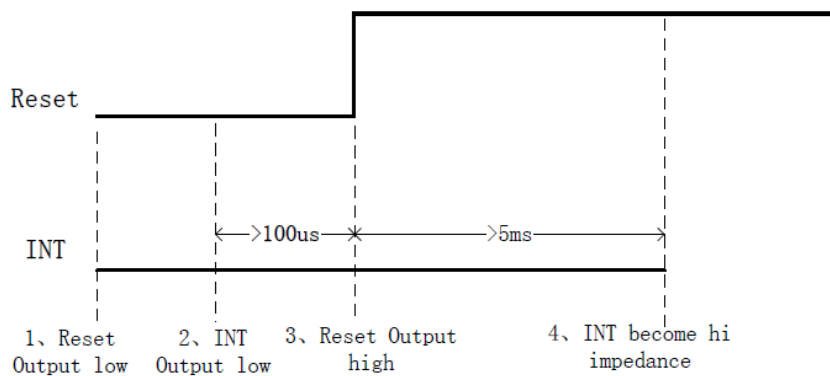 Reset
>100us
>5ms
INT
1、Reset
Output low
2、INT
Output low
3、Reset Output
high
4、INT become hi
impedance